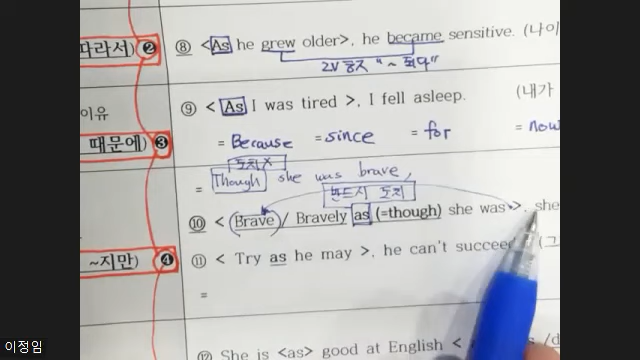 따라서) ❷ ⑧ < As he grew older>, he became sensitive. (나이
2V 동자 "~ 되다"
이유 ⑨ < As I was tired >, I fell asleep. (내가
때문에) ❸ = Because = since = for = now
도치X
= Though she was brave,
반드시 도치
⑩ < Brave / Bravely as (=though) she was >, she
~지만) ❹ ⑪ < Try as he may >, he can't succeed (그
=
⑫ She is <as> good at English <
이정임